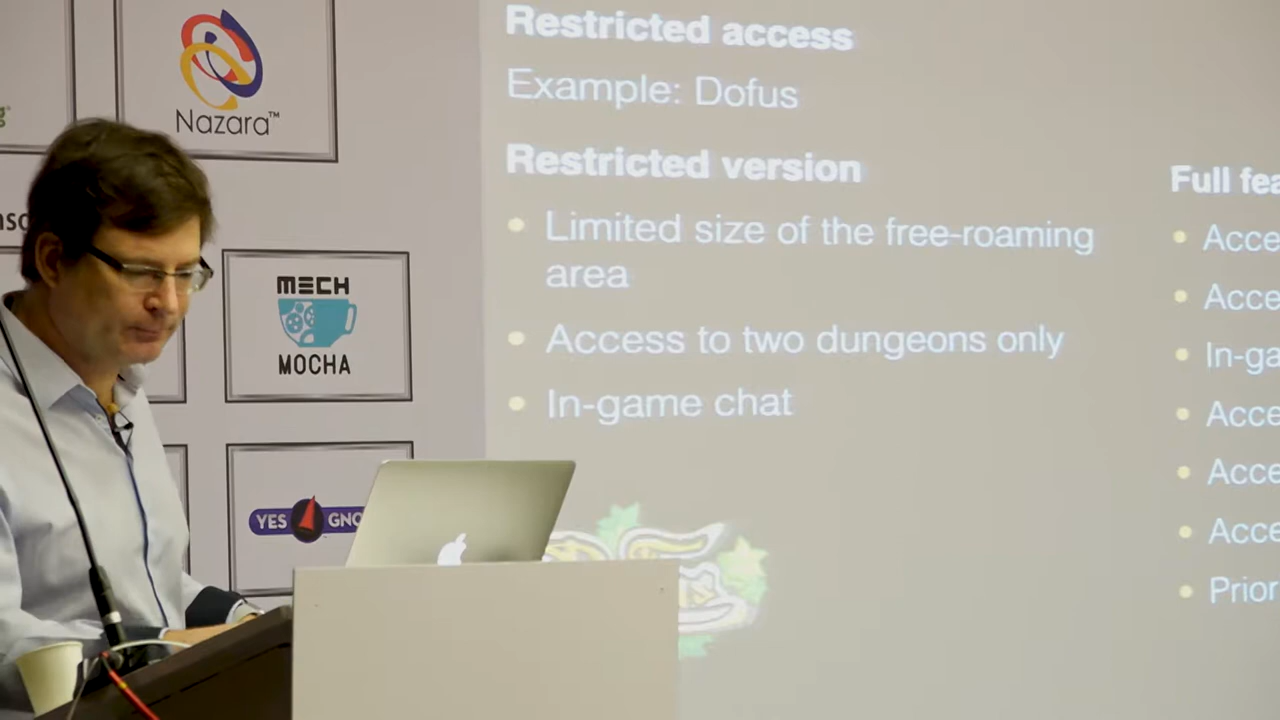 Nazara™
MECH
MOCHA
YES
GNO
Restricted access
Example: Dofus
Restricted version
• Limited size of the free-roaming
area
• Access to two dungeons only
• In-game chat
Full fea
• Acce
• Acce
• In-ga
• Acce
• Acce
• Acce
• Prior